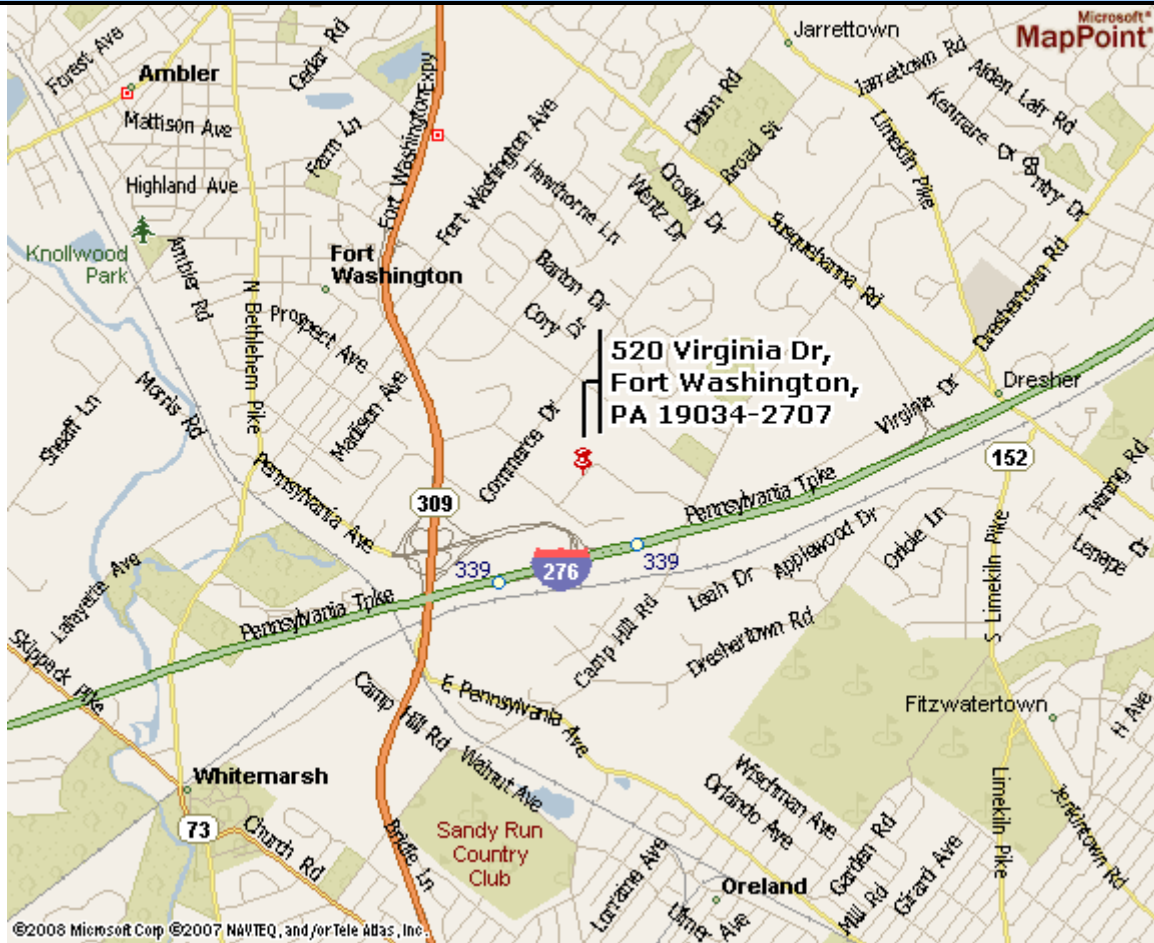 Microsoft®
MapPoint®
Forest Ave
Ambler
Cedar Rd
Jarrettown
Jarrettown Rd
Alden Lair Rd
Kenmare Dr
Bantry Dr
Mattison Ave
Farm Ln
Fort Washington Expy
Fort Washington Ave
Dillon Rd
Broad St
Limekiln Pike
Highland Ave
Hawthorne Ln
Wentz Dr
Crosby Dr
Knollwood
Park
Ambler Rd
Fort
Washington
Barton Dr
Cory Dr
Susquehanna Rd
Dreshertown Rd
N Bethlehem Pike
Prospect Ave
520 Virginia Dr,
Fort Washington,
PA 19034-2707
Dresher
Virginia Dr
Sheaff Ln
Morris Rd
Madison Ave
Commerce Dr
152
Twining Rd
Pennsylvania Ave
309
Pennsylvania Tpke
Applewood Dr
Oriole Ln
Lenape Dr
339
276
339
Leah Dr
Lafayette Ave
Pennsylvania Tpke
Camp Hill Rd
Dreshertown Rd
S Limekiln Pike
Skippack Pike
Camp Hill Rd
E Pennsylvania Ave
Fitzwatertown
H Ave
Whitemarsh
Walnut Ave
Wischman Ave
Orlando Ave
Limekiln Pike
Jenkintown Rd
73
Church Rd
Bridle Ln
Sandy Run
Country
Club
Lorraine Ave
Oreland
Garden Rd
Girard Ave
Mill Rd
Ulmer Ave
©2008 Microsoft Corp ©2007 NAVTEQ, and/or Tele Atlas, Inc.